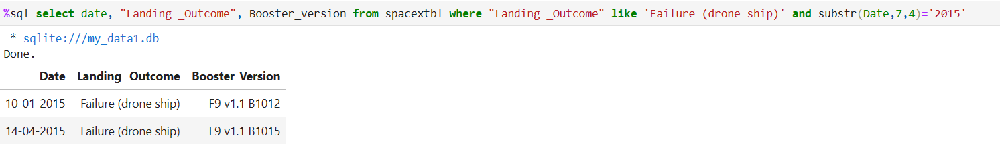 %sql select date, "Landing _Outcome", Booster_version from spacextbl where "Landing _Outcome" like 'Failure (drone ship)' and substr(Date,7,4)='2015'
* sqlite:///my_data1.db
Done.
Date Landing _Outcome Booster_Version
10-01-2015 Failure (drone ship) F9 v1.1 B1012
14-04-2015 Failure (drone ship) F9 v1.1 B1015